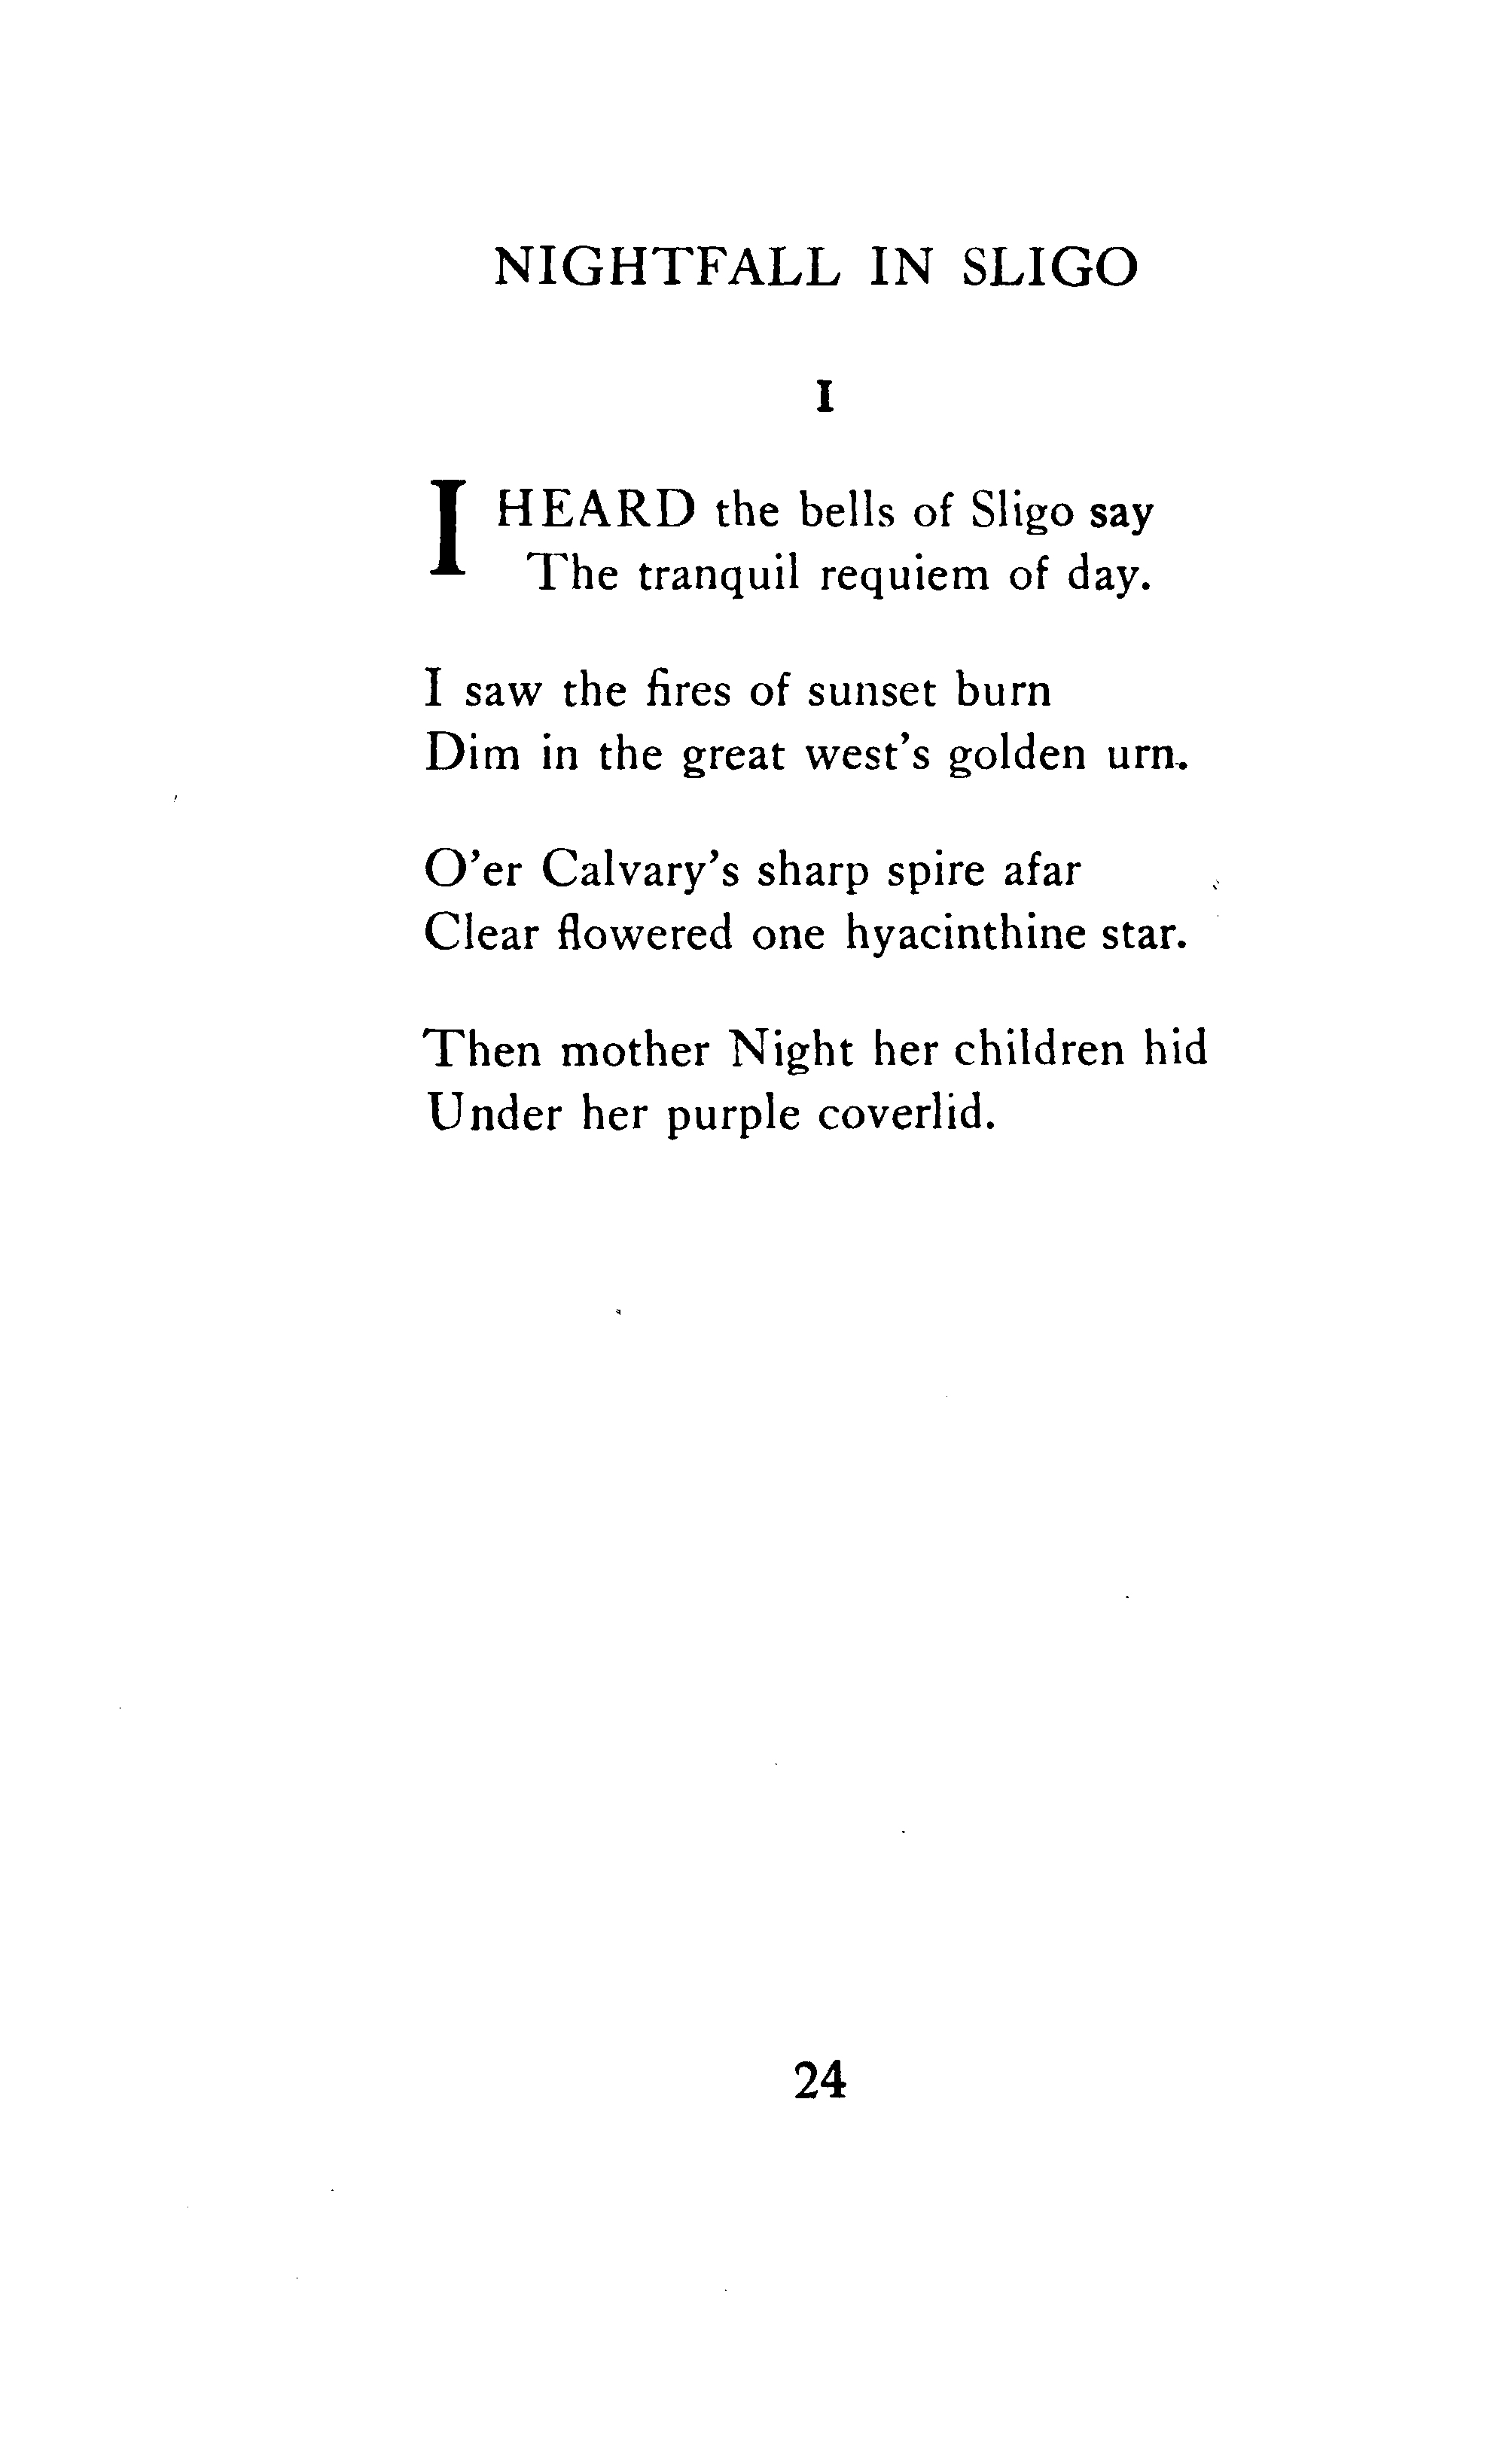 NIGHTFALL IN SLIGO
I
I HEARD the bells of Sligo say
The tranquil requiem of day.
I saw the fires of sunset burn
Dim in the great west's golden urn.
O'er Calvary's sharp spire afar
Clear flowered one hyacinthine star.
Then mother Night her children hid
Under her purple coverlid.
24